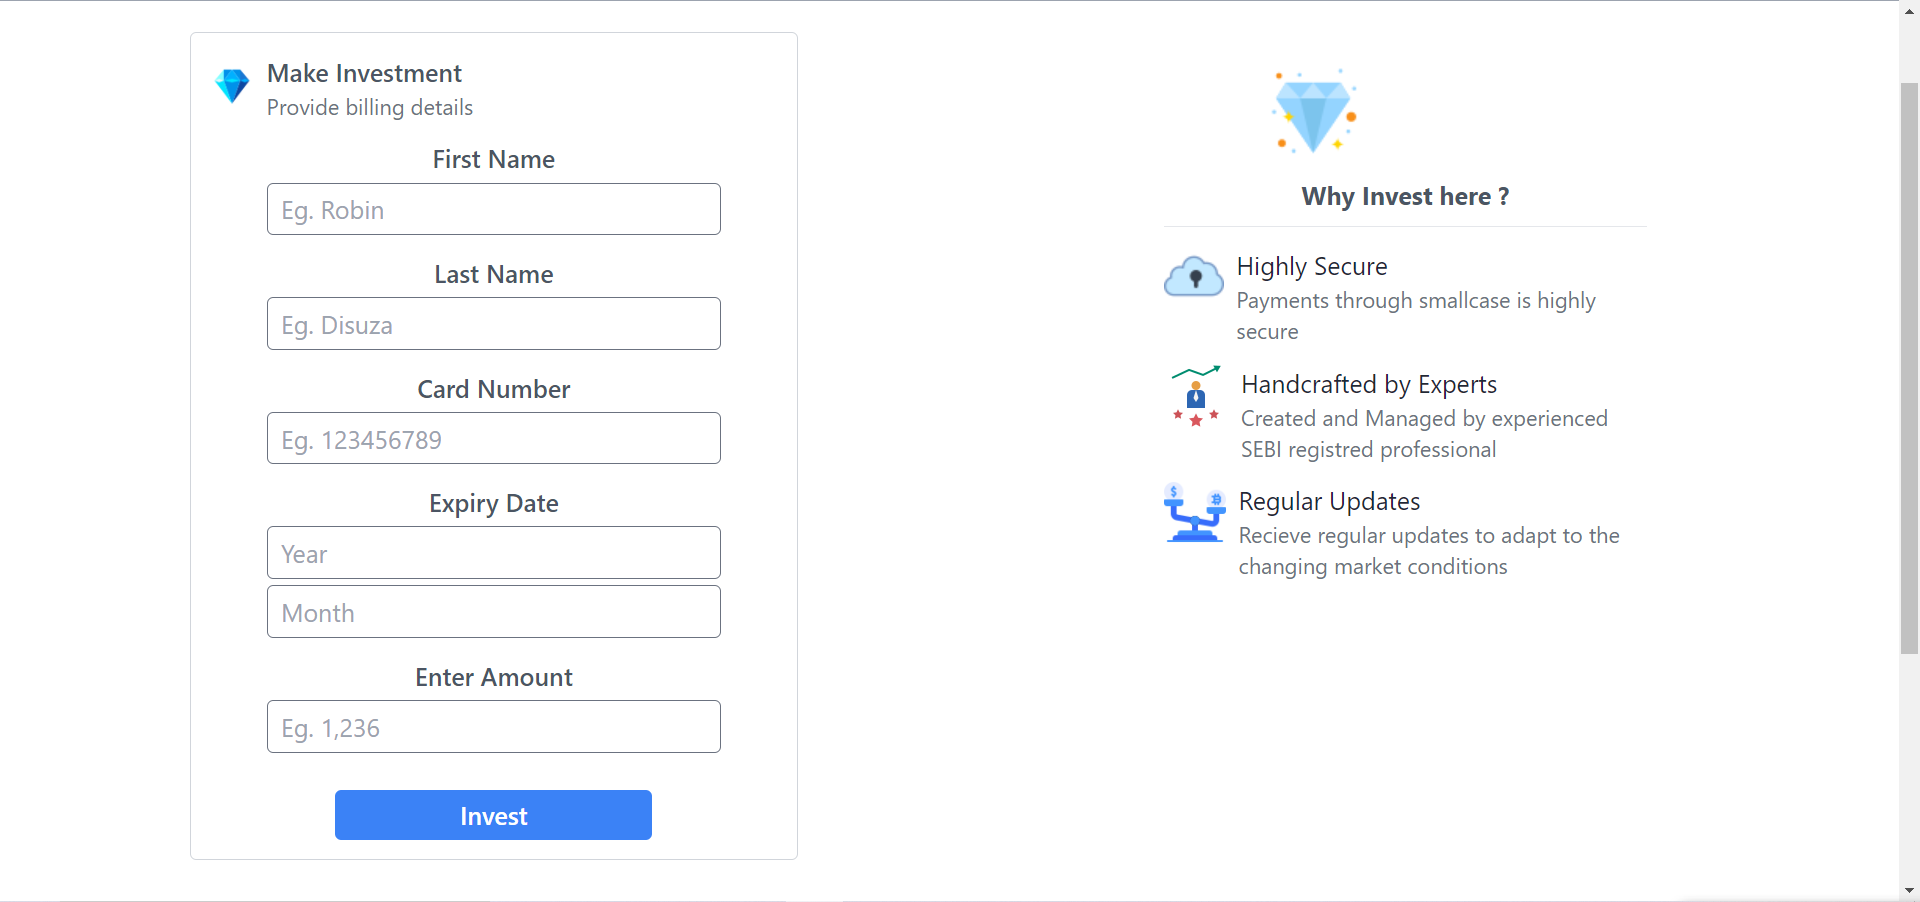 Make Investment
Provide billing details
First Name
Eg. Robin
Last Name
Eg. Disuza
Card Number
Eg. 123456789
Expiry Date
Year
Month
Enter Amount
Eg. 1,236
Invest
Why Invest here ?
Highly Secure
Payments through smallcase is highly
secure
Handcrafted by Experts
Created and Managed by experienced
SEBI registred professional
Regular Updates
Recieve regular updates to adapt to the
changing market conditions